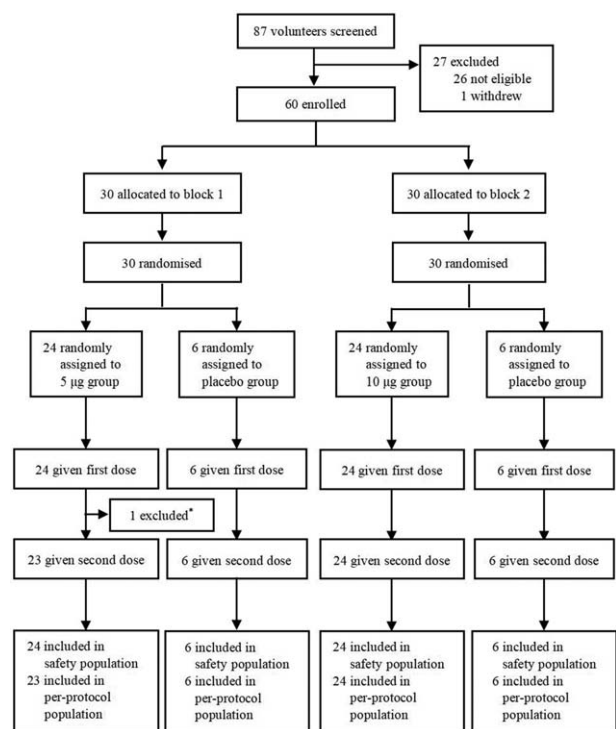 87 volunteers screened
27 excluded
26 not eligible
1 withdrew
60 enrolled
30 allocated to block 1
30 allocated to block 2
30 randomised
30 randomised
24 randomly
assigned to
5 μg group
6 randomly
assigned to
placebo group
24 randomly
assigned to
10 μg group
6 randomly
assigned to
placebo group
24 given first dose
6 given first dose
24 given first dose
6 given first dose
1 excluded*
23 given second dose
6 given second dose
24 given second dose
6 given second dose
24 included in
safety population
23 included in
per-protocol
population
6 included in
safety population
6 included in
per-protocol
population
24 included in
safety population
24 included in
per-protocol
population
6 included in
safety population
6 included in
per-protocol
population